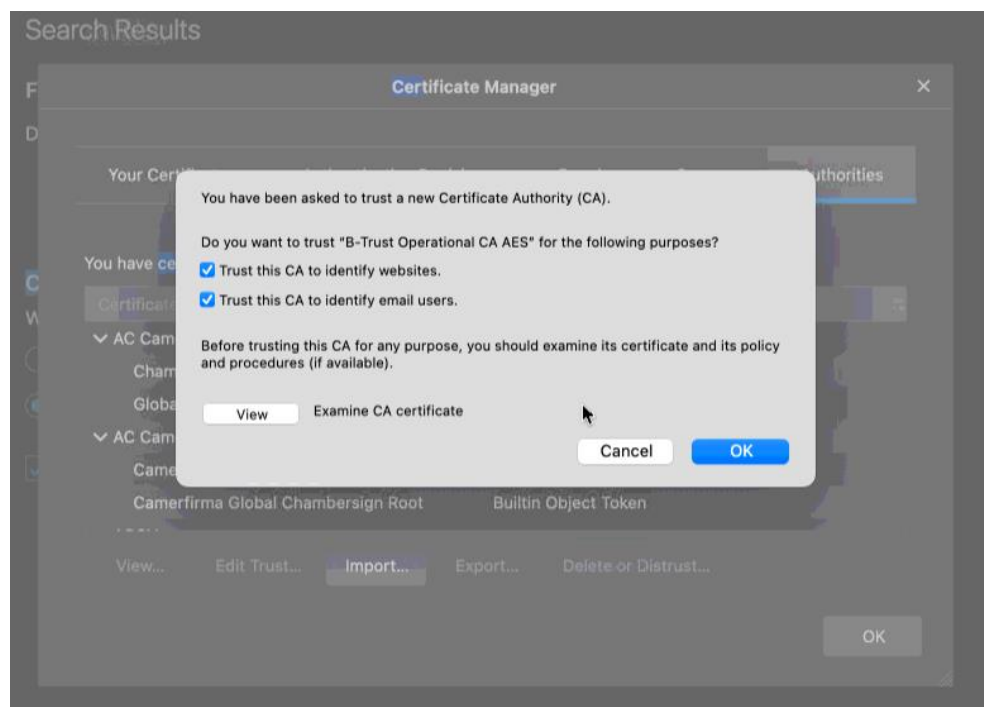 Search Results
F
Certificate Manager
D
Your Cert
uthorities
You have been asked to trust a new Certificate Authority (CA).
Do you want to trust "B-Trust Operational CA AES" for the following purposes?
Trust this CA to identify websites.
Trust this CA to identify email users.
Before trusting this CA for any purpose, you should examine its certificate and its policy
and procedures (if available).
View Examine CA certificate
Cancel OK
You have ce
C
Certificate
W
AC Cam
Cham
Globa
AC Cam
Came
Camerfirma Global Chambersign Root Builtin Object Token
View... Edit Trust... Import... Export... Delete or Distrust...
OK